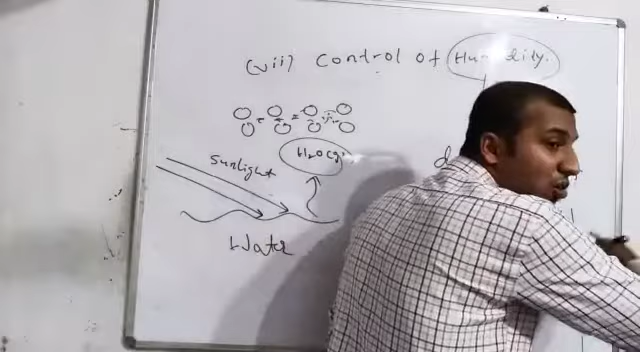 (vii) Control of Humidity.
H₂O(g)
Sunlight
Water